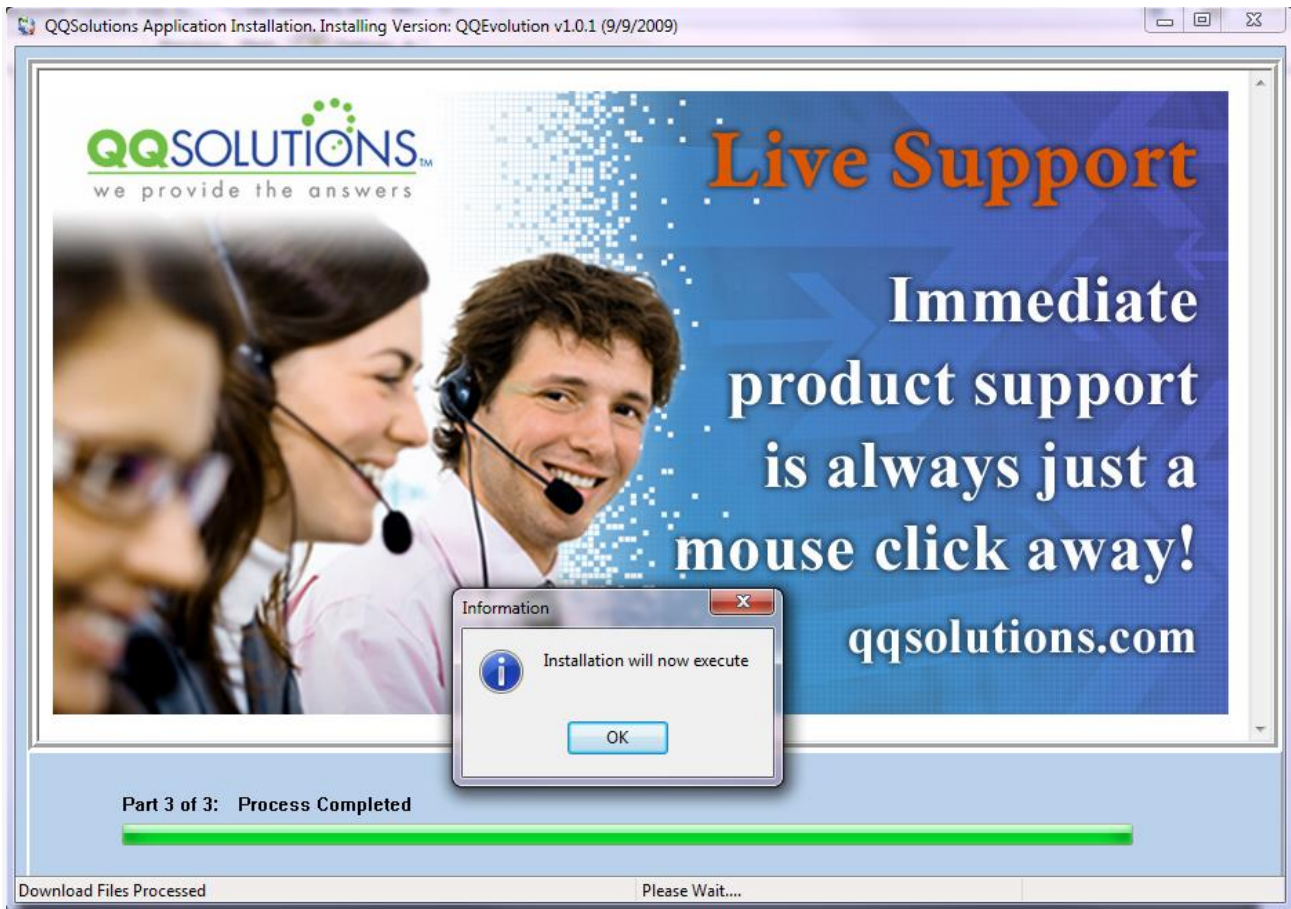 QQSolutions Application Installation. Installing Version: QQEvolution v1.0.1 (9/9/2009)
QQSOLUTIONS TM
we provide the answers
Live Support
Immediate
product support
is always just a
mouse click away!
qqsolutions.com
Information
Installation will now execute
OK
Part 3 of 3: Process Completed
Download Files Processed Please Wait....